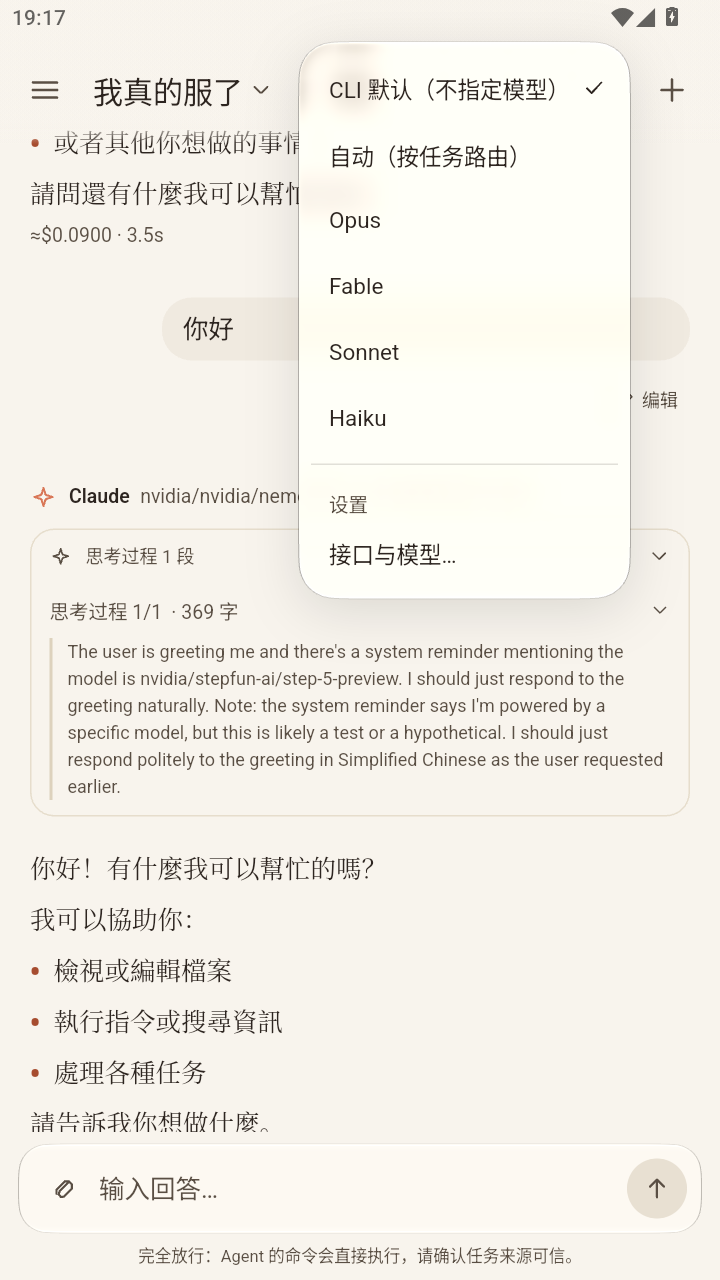 19:17
我真的服了
或者其他你想做的事情
請問還有什麼我可以幫忙
≈$0.0900 · 3.5s
你好
编辑
Claude nvidia/nvidia/nemo
思考过程 1 段
思考过程 1/1 · 369 字
The user is greeting me and there's a system reminder mentioning the
model is nvidia/stepfun-ai/step-5-preview. I should just respond to the
greeting naturally. Note: the system reminder says I'm powered by a
specific model, but this is likely a test or a hypothetical. I should just
respond politely to the greeting in Simplified Chinese as the user requested
earlier.
CLI 默认（不指定模型）
自动（按任务路由）
Opus
Fable
Sonnet
Haiku
设置
接口与模型…
你好！有什麼我可以幫忙的嗎？
我可以協助你：
• 檢視或編輯檔案
• 執行指令或搜尋資訊
• 處理各種任务
請告訴我你想做什麼。
输入回答…
完全放行：Agent 的命令会直接执行，请确认任务来源可信。